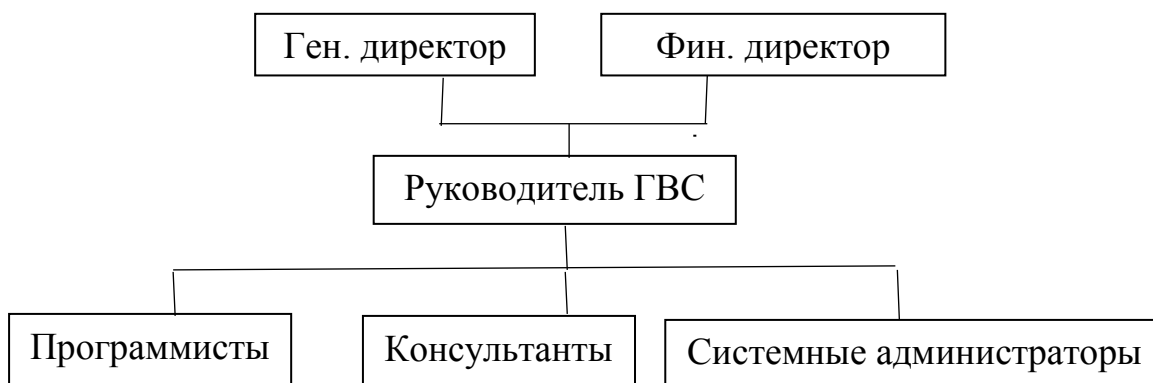 Ген. директор
Фин. директор
Руководитель ГВС
Программисты
Консультанты
Системные администраторы